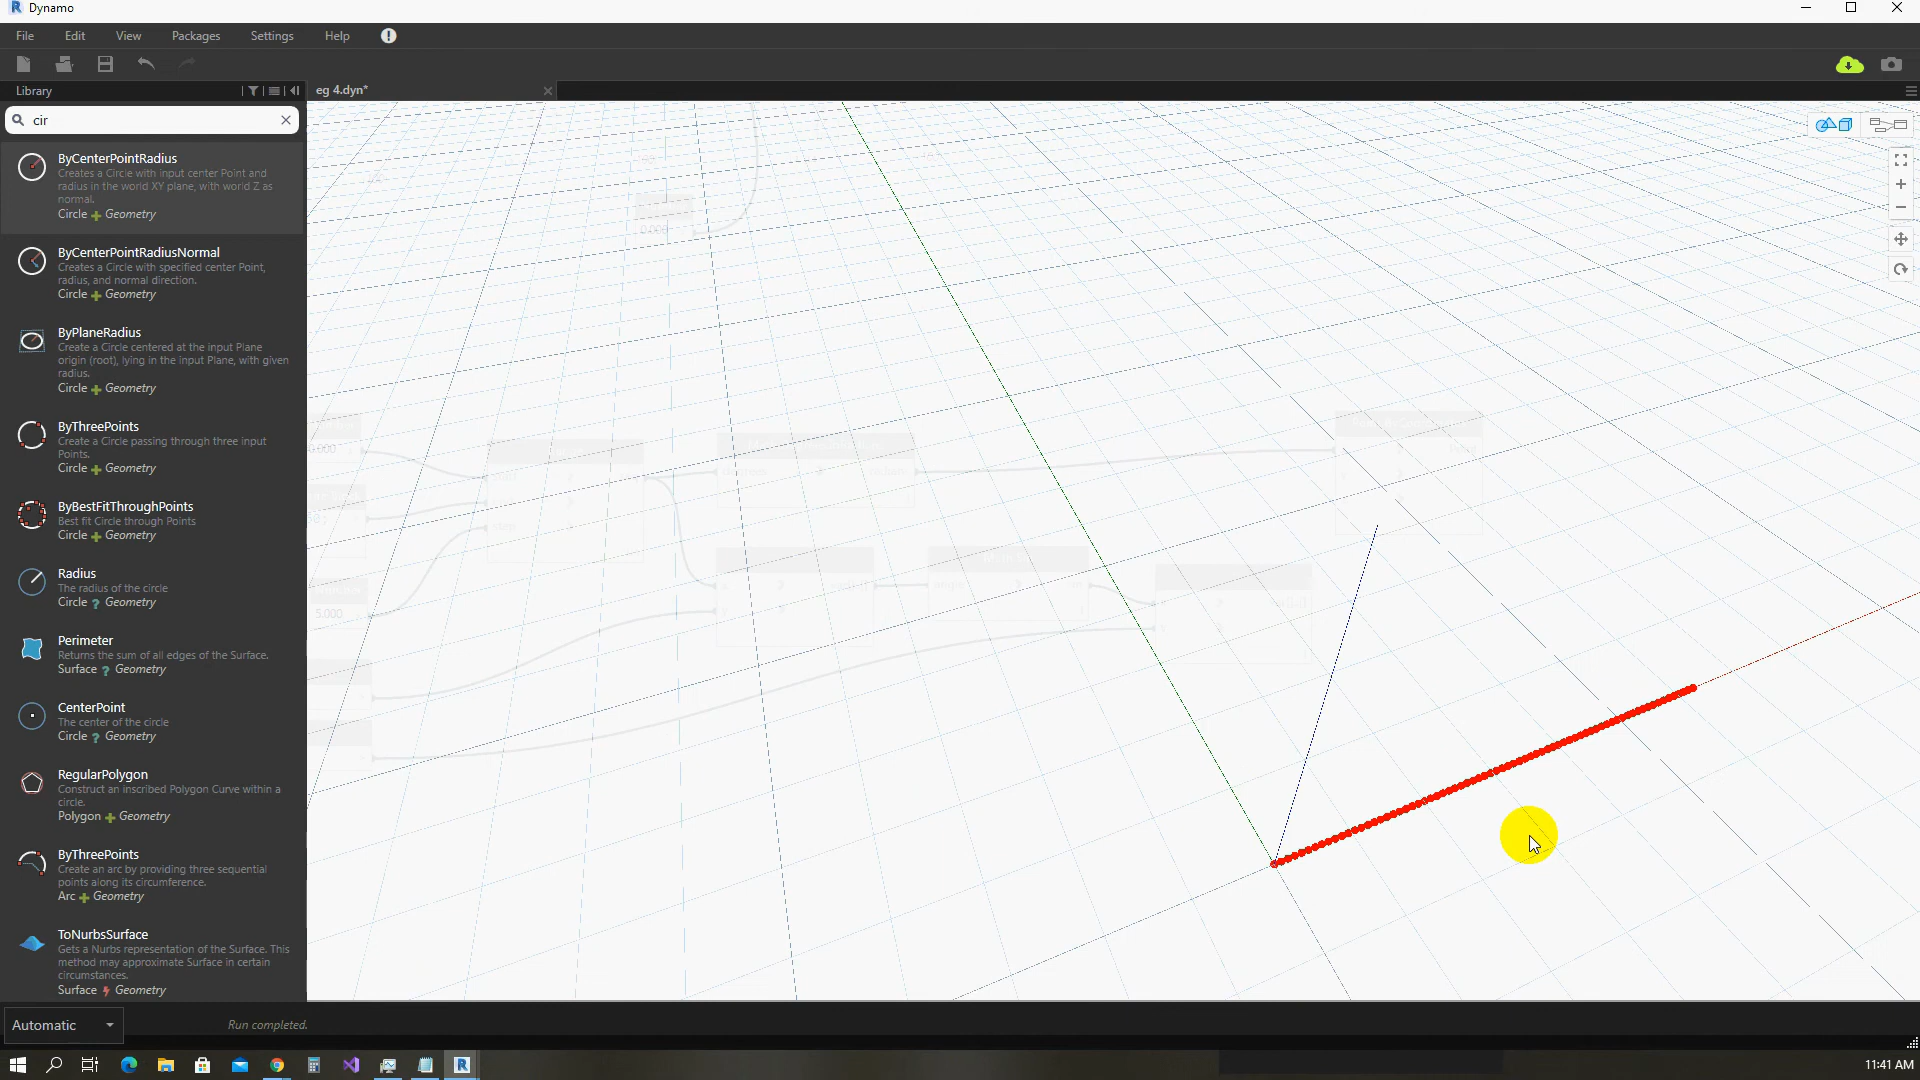 Dynamo
File Edit View Packages Settings Help
Library
eg 4.dyn*
cir
ByCenterPointRadius
Creates a Circle with input center Point and
radius in the world XY plane, with world Z as
normal.
Circle Geometry
ByCenterPointRadiusNormal
Creates a Circle with specified center Point,
radius, and normal direction.
Circle Geometry
ByPlaneRadius
Create a Circle centered at the input Plane
origin (root), lying in the input Plane, with given
radius.
Circle Geometry
ByThreePoints
Create a Circle passing through three input
Points.
Circle Geometry
ByBestFitThroughPoints
Best fit Circle through Points
Circle Geometry
Radius
The radius of the circle
Circle ? Geometry
Perimeter
Returns the sum of all edges of the Surface.
Surface ? Geometry
CenterPoint
The center of the circle
Circle ? Geometry
RegularPolygon
Construct an inscribed Polygon Curve within a
circle.
Polygon Geometry
ByThreePoints
Create an arc by providing three sequential
points along its circumference.
Arc Geometry
ToNurbsSurface
Gets a Nurbs representation of the Surface. This
method may approximate Surface in certain
circumstances.
Surface Geometry
0.000
0.000
5.000
Automatic
Run completed.
11:41 AM